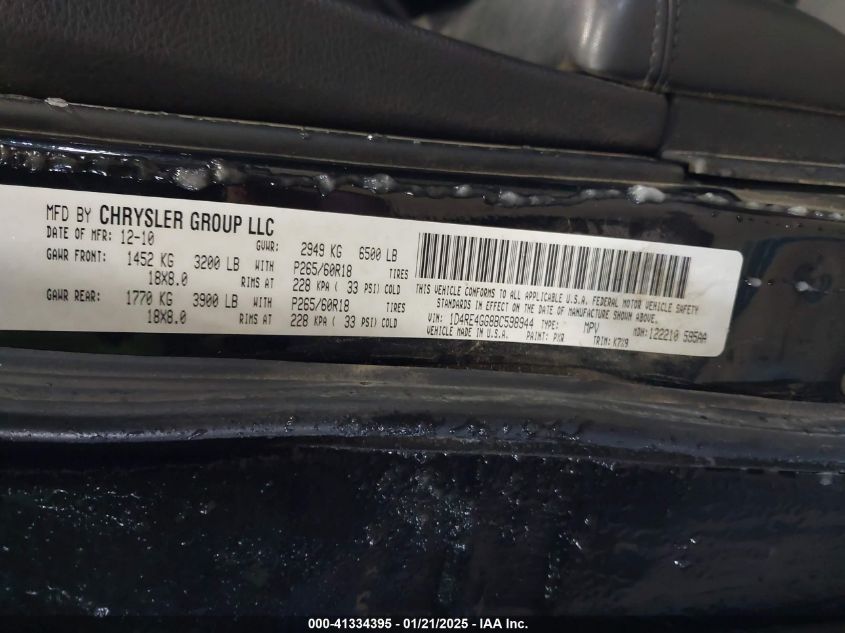 MFD BY CHRYSLER GROUP LLC
DATE OF MFR: 12-10 GVWR: 2949 KG 6500 LB
GAWR FRONT: 1452 KG 3200 LB WITH P265/60R18 TIRES
18X8.0 RIMS AT 228 KPA ( 33 PSI) COLD
GAWR REAR: 1770 KG 3900 LB WITH P265/60R18 TIRES
18X8.0 RIMS AT 228 KPA ( 33 PSI) COLD
THIS VEHICLE CONFORMS TO ALL APPLICABLE U.S.A. FEDERAL MOTOR VEHICLE SAFETY
STANDARDS IN EFFECT ON THE DATE OF MANUFACTURE SHOWN ABOVE.
VIN: 1D4RE4GG8BC598944 TYPE: MPV MDH: 122210 595AA
VEHICLE MADE IN U.S.A. PAINT: PXR TRIM: K7X9
000-41334395 - 01/21/2025 - IAA Inc.